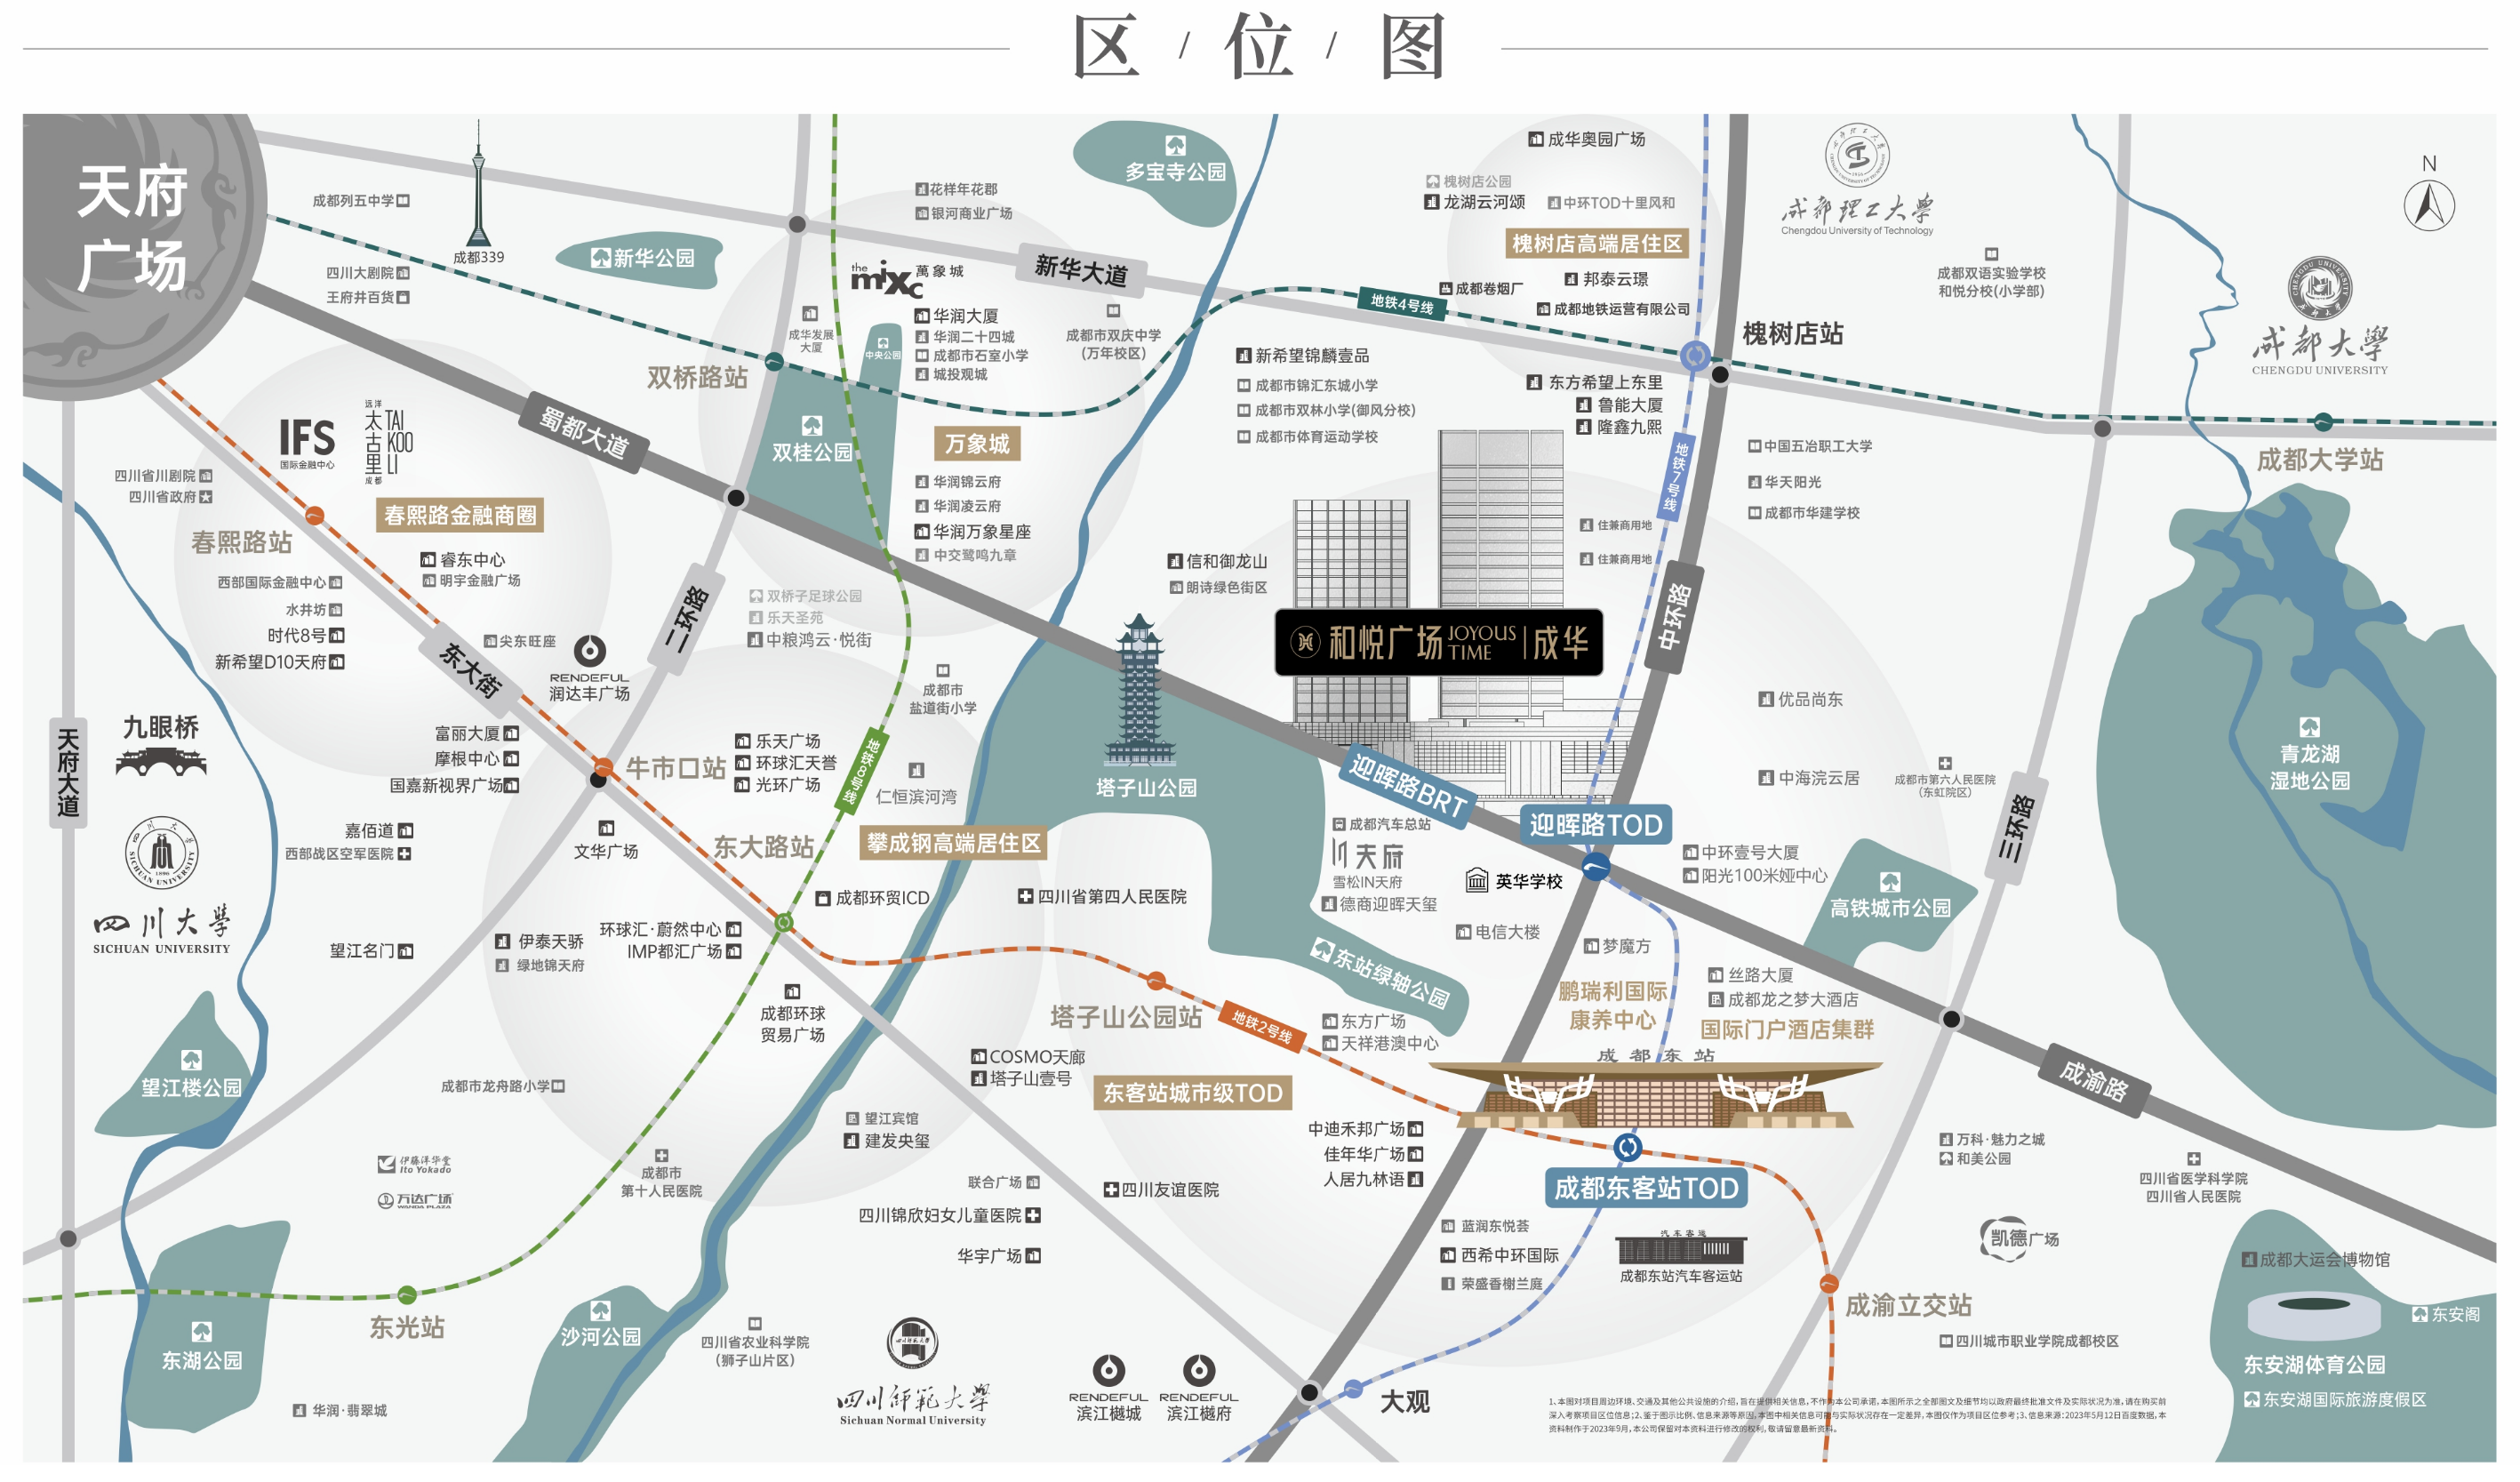 区/位/图
天府
广场
成都列五中学
成都339
四川大剧院
王府井百货
新华公园
花样年花郡
银河商业广场
多宝寺公园
新华大道
the mixc 萬象城
成华发展
大厦
中央公园
华润大厦
华润二十四城
成都市石室小学
城投观城
成都市双庆中学
(万年校区)
双桥路站
双桂公园
万象城
华润锦云府
华润凌云府
华润万象星座
中交鹭鸣九章
成华奥园广场
槐树店公园
龙湖云河颂
中环TOD十里风和
槐树店高端居住区
邦泰云璟
成都卷烟厂
成都地铁运营有限公司
地铁4号线
槐树店站
成都理工大學
Chengdu University of Technology
成都双语实验学校
和悦分校(小学部)
N
成都大學
CHENGDU UNIVERSITY
成都大学站
新希望锦麟壹品
成都市锦汇东城小学
成都市双林小学(御风分校)
成都市体育运动学校
东方希望上东里
鲁能大厦
隆鑫九熙
地铁7号线
中国五冶职工大学
华天阳光
成都市华建学校
住兼商用地
住兼商用地
中环路
信和御龙山
朗诗绿色街区
和悦广场 JOYOUS TIME | 成华
IFS
国际金融中心
远洋
太古里
TAI
KOO
LI
成都
蜀都大道
四川省川剧院
四川省政府
春熙路站
春熙路金融商圈
睿东中心
明宇金融广场
西部国际金融中心
水井坊
时代8号
新希望D10天府
东大街
尖东旺座
RENDEFUL
润达丰广场
二环路
双桥子足球公园
乐天圣苑
中粮鸿云·悦街
成都市
盐道街小学
塔子山公园
天府大道
九眼桥
富丽大厦
摩根中心
国嘉新视界广场
牛市口站
乐天广场
环球汇天誉
光环广场
地铁8号线
仁恒滨河湾
嘉佰道
西部战区空军医院
文华广场
东大路站
攀成钢高端居住区
成都环贸ICD
四川省第四人民医院
SICHUAN UNIVERSITY
1896
四川大學
SICHUAN UNIVERSITY
望江名门
伊泰天骄
绿地锦天府
环球汇·蔚然中心
IMP都汇广场
成都环球
贸易广场
迎晖路BRT
迎晖路TOD
成都汽车总站
夫府
雪松IN天府
德商迎晖天玺
英华学校
电信大楼
梦魔方
优品尚东
中海浣云居
成都市第六人民医院
(东虹院区)
三环路
中环壹号大厦
阳光100米娅中心
高铁城市公园
青龙湖
湿地公园
东站绿轴公园
鹏瑞利国际
康养中心
丝路大厦
成都龙之梦大酒店
国际门户酒店集群
塔子山公园站
地铁2号线
东方广场
天祥港澳中心
成都东站
COSMO天廊
塔子山壹号
东客站城市级TOD
成渝路
望江楼公园
成都市龙舟路小学
望江宾馆
建发央玺
中迪禾邦广场
佳年华广场
人居九林语
成都东客站TOD
万科·魅力之城
和美公园
四川省医学科学院
四川省人民医院
伊藤洋华堂
Ito Yokado
万达广场
WANDA PLAZA
成都市
第十人民医院
联合广场
四川友谊医院
四川锦欣妇女儿童医院
华宇广场
蓝润东悦荟
西希中环国际
荣盛香榭兰庭
汽车客运
成都东站汽车客运站
凯德广场
成都大运会博物馆
东安阁
东安湖体育公园
东安湖国际旅游度假区
成渝立交站
四川城市职业学院成都校区
东光站
东湖公园
沙河公园
华润·翡翠城
四川省农业科学院
(狮子山片区)
四川师範大學
Sichuan Normal University
RENDEFUL
滨江樾城
RENDEFUL
滨江樾府
大观
1、本图对项目周边环境、交通及其他公共设施的介绍,旨在提供相关信息,不作为本公司承诺,本图所示之全部图文及细节均以政府最终批准文件及实际状况为准,请在购买前
深入考察项目区位信息;2、鉴于图示比例、信息来源等原因,本图中相关信息可能与实际状况存在一定差异,本图仅作为项目区位参考;3、信息来源:2023年5月12日百度数据,本
资料制作于2023年9月,本公司保留对本资料进行修改的权利,敬请留意最新资料。